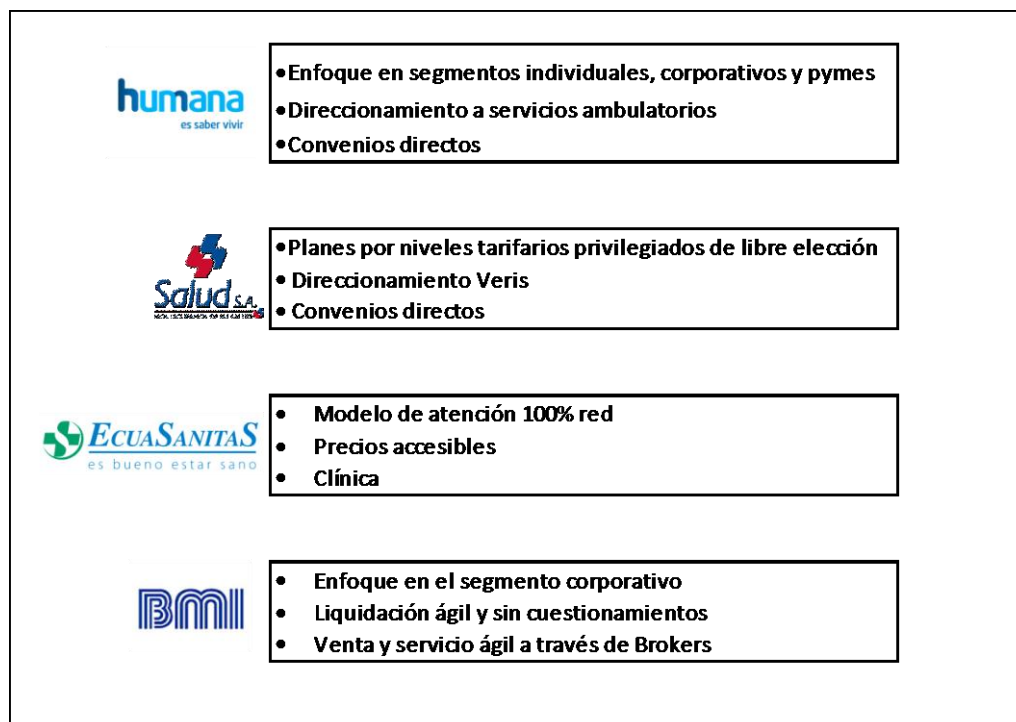 humana
es saber vivir
•Enfoque en segmentos individuales, corporativos y pymes
•Direccionamiento a servicios ambulatorios
•Convenios directos
Salud S.A.
•Planes por niveles tarifarios privilegiados de libre elección
• Direccionamiento Veris
• Convenios directos
ECUASANITAS
es bueno estar sano
• Modelo de atención 100% red
• Precios accesibles
• Clínica
BMI
• Enfoque en el segmento corporativo
• Liquidación ágil y sin cuestionamientos
• Venta y servicio ágil a través de Brokers